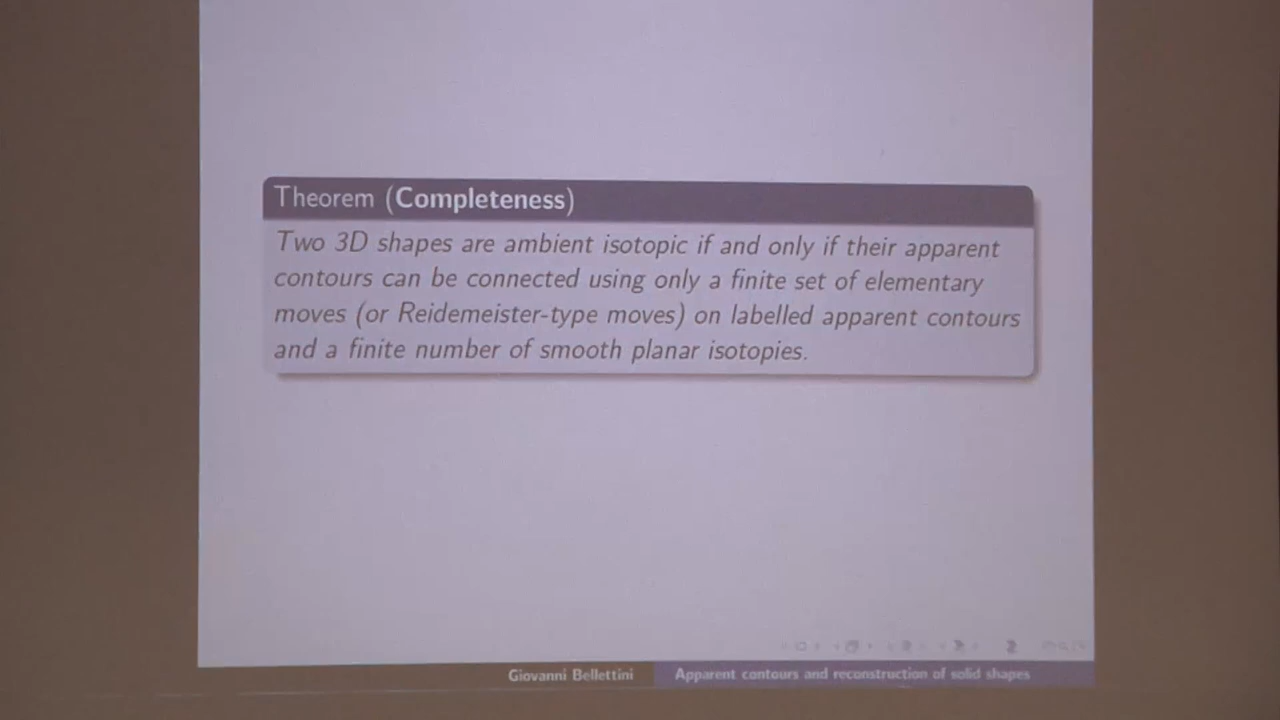 Theorem (Completeness)
Two 3D shapes are ambient isotopic if and only if their apparent
contours can be connected using only a finite set of elementary
moves (or Reidemeister-type moves) on labelled apparent contours
and a finite number of smooth planar isotopies.
Giovanni Bellettini Apparent contours and reconstruction of solid shapes